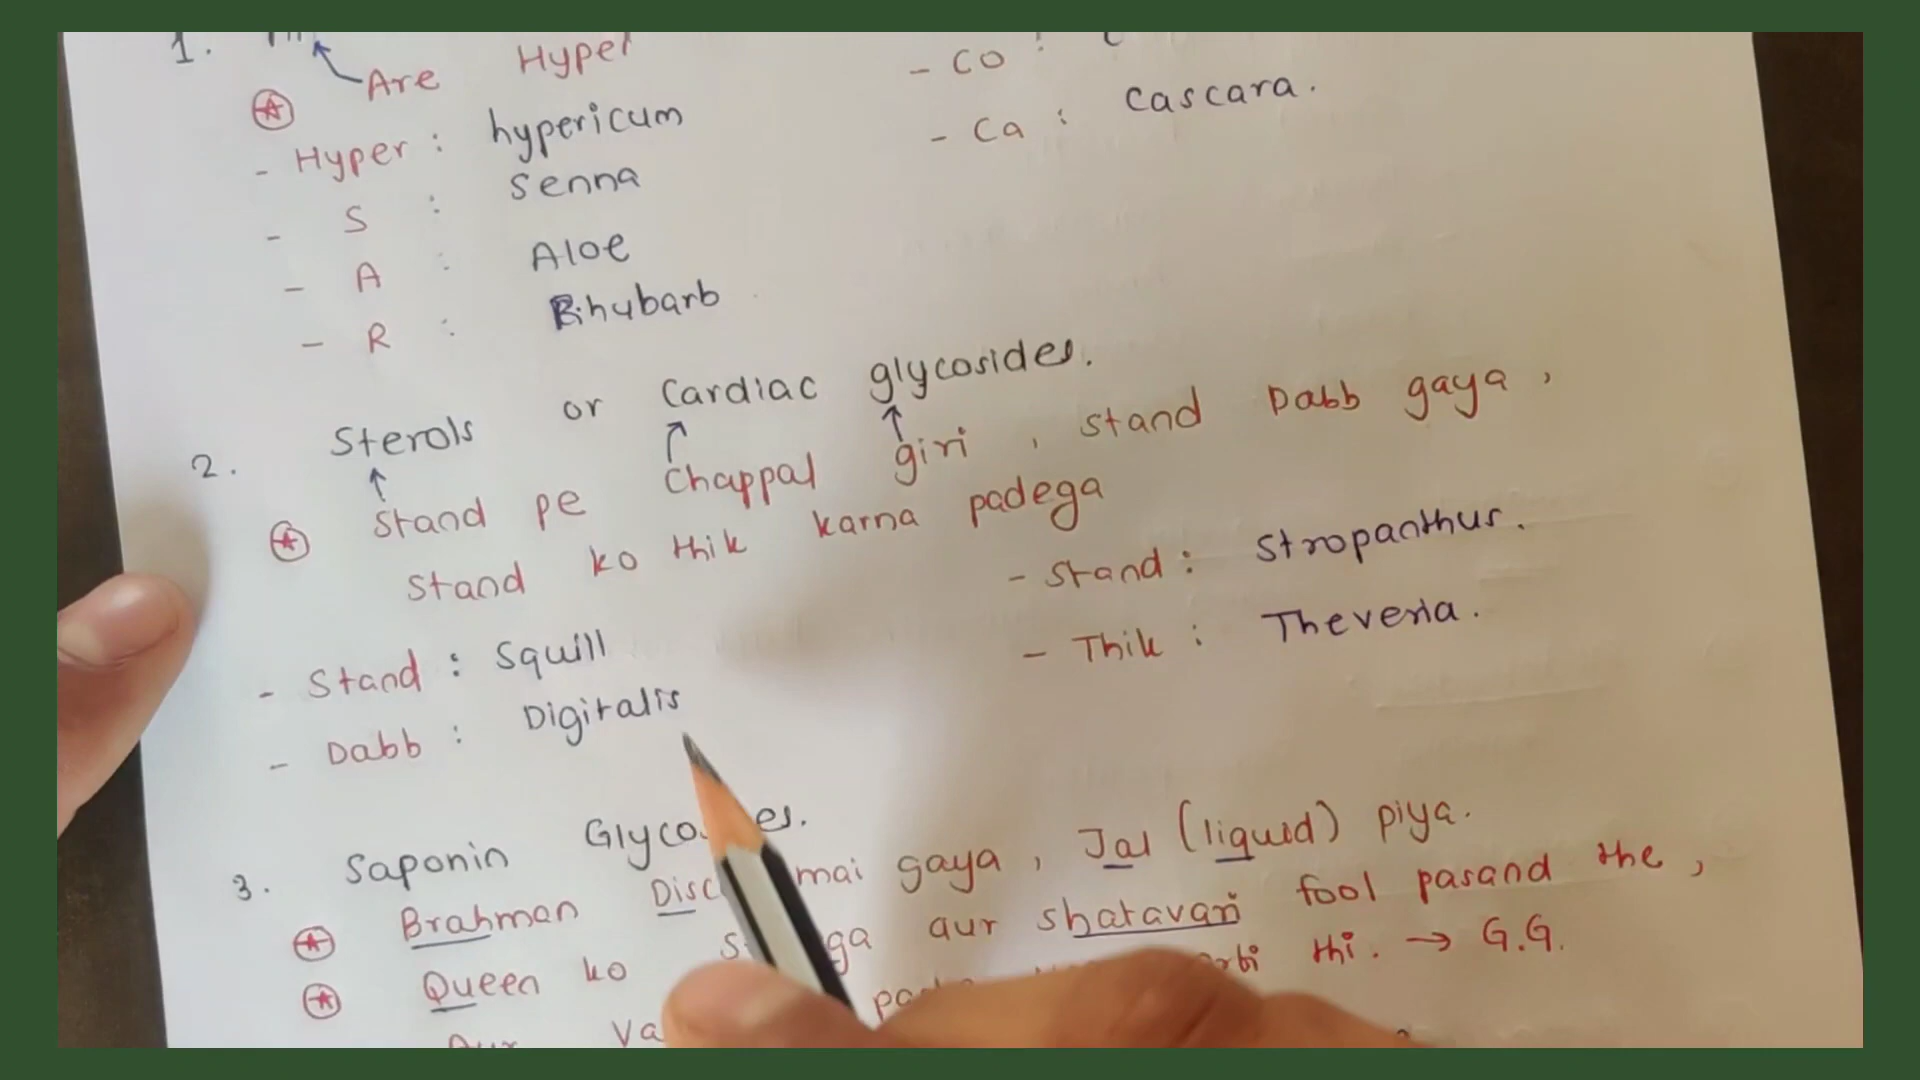 1.
Are Hyper
- Hyper : hypericum
- S : Senna
- A : Aloe
- R : Rhubarb
- CO :
- Ca : Cascara.
2. Sterols or Cardiac glycosides.
Stand pe Chappal giri , stand Dabb gaya ,
Stand ko thik karna padega
- Stand : Squill
- Dabb : Digitalis
- Stand : Stropanthus.
- Thik : Theveria.
3. Saponin
Brahman mai gaya , Jal (liquid) piya.
Queen ko aur shatavari fool pasand the ,
thi. → G.G.